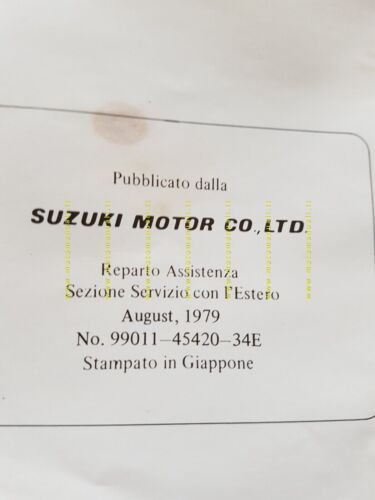 Pubblicato dalla
SUZUKI MOTOR CO., LTD.
Reparto Assistenza
Sezione Servizio con l'Estero
August, 1979
No. 99011-45420-34E
Stampato in Giappone